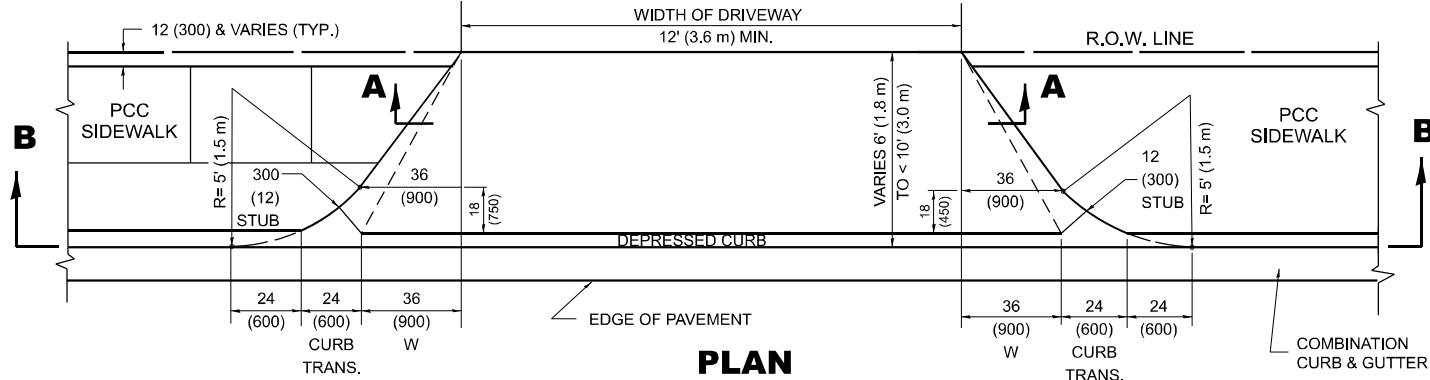 12 (300) & VARIES (TYP.)
WIDTH OF DRIVEWAY
12' (3.6 m) MIN.
R.O.W. LINE
A
A
B
PCC
SIDEWALK
PCC
SIDEWALK
B
R= 5' (1.5 m)
300
(12)
STUB
36
(900)
18
(750)
VARIES 6' (1.8 m)
TO < 10' (3.0 m)
18
(450)
36
(900)
12
(300)
STUB
R= 5' (1.5 m)
DEPRESSED CURB
24
(600)
24
(600)
CURB
TRANS.
36
(900)
W
EDGE OF PAVEMENT
PLAN
36
(900)
W
24
(600)
CURB
TRANS.
24
(600)
COMBINATION
CURB & GUTTER